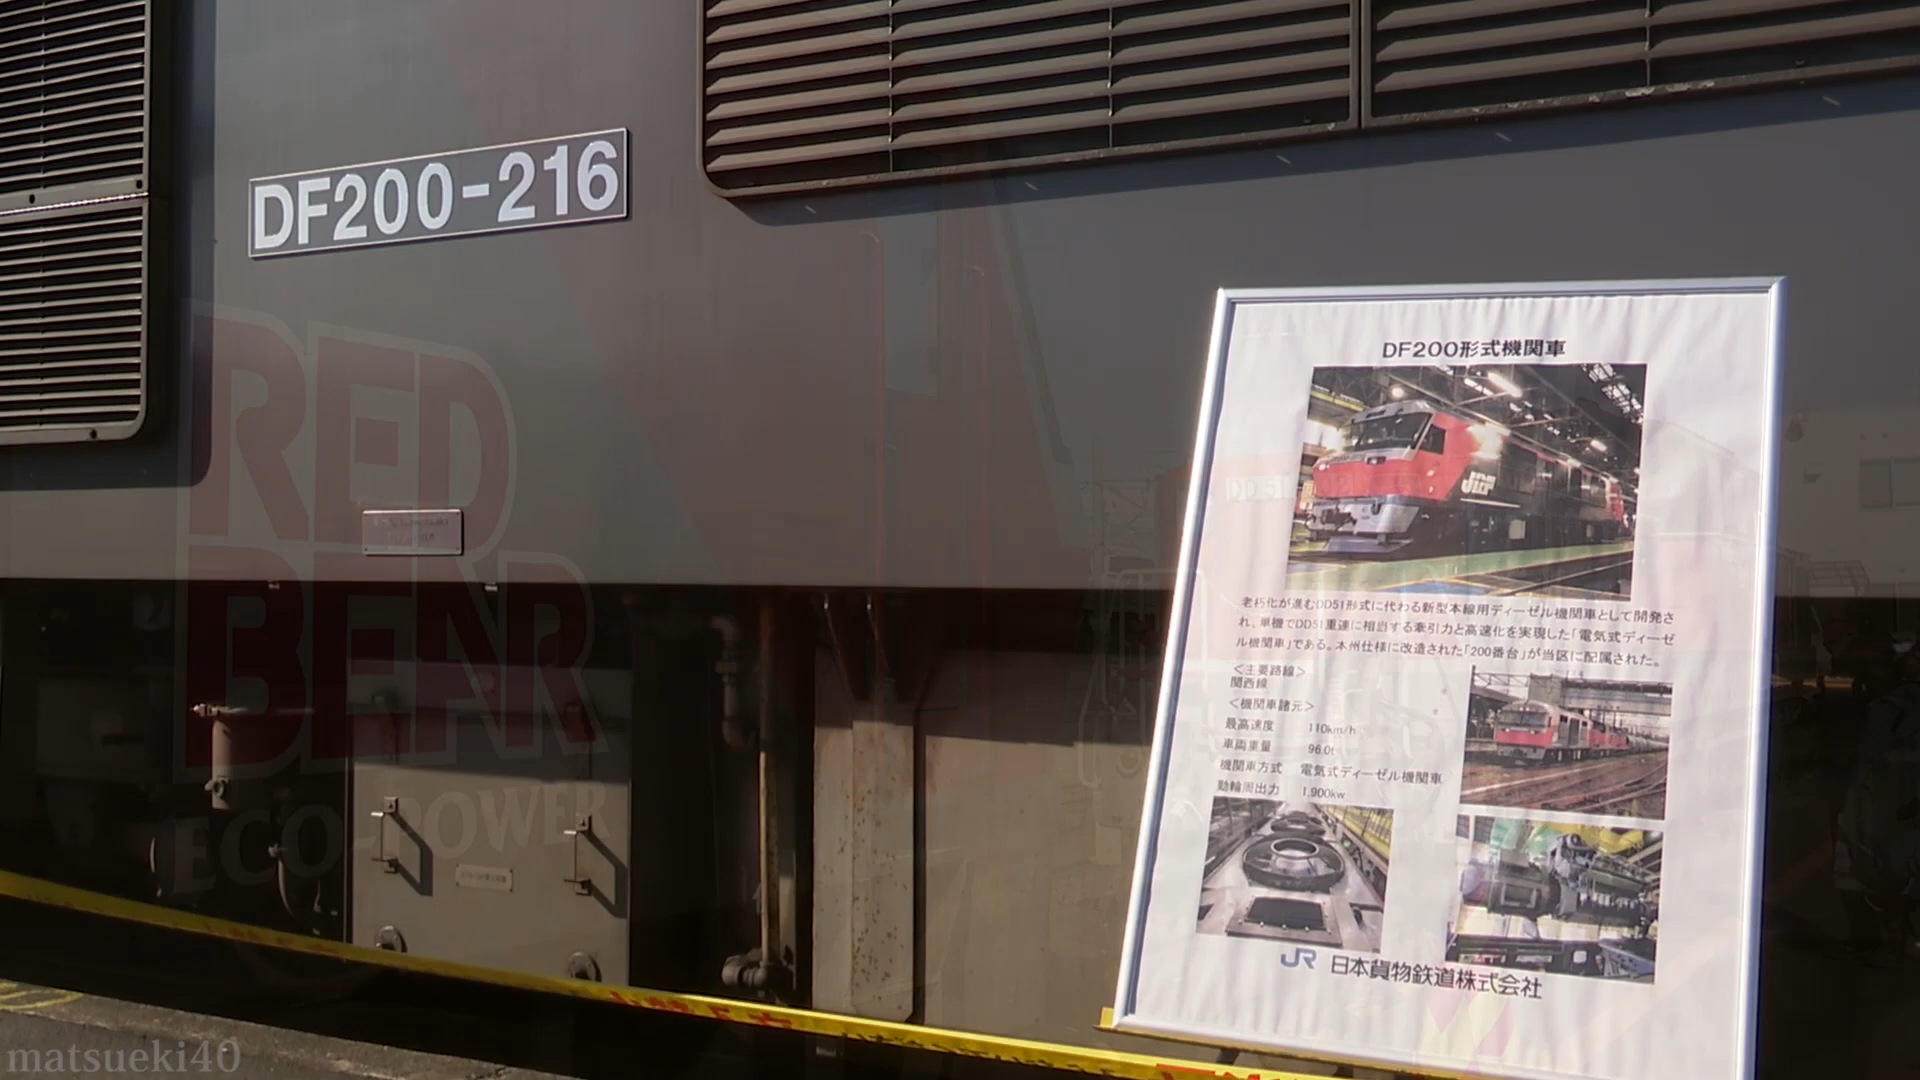 DF200-216
RED
BEAR
ECO-POWER
DF200形式機関車
JRF
老朽化が進むDD51形式に代わる新型本線用ディーゼル機関車として開発さ
れ、単機でDD51重連に相当する牽引力と高速化を実現した「電気式ディーゼ
ル機関車」である。本州仕様に改造された「200番台」が当区に配属された。
＜主要路線＞
関西線
＜機関車諸元＞
最高速度 110km/h
車両重量 96.0t
機関車方式 電気式ディーゼル機関車
動輪周出力 1,900kw
JR 日本貨物鉄道株式会社
matsueki40